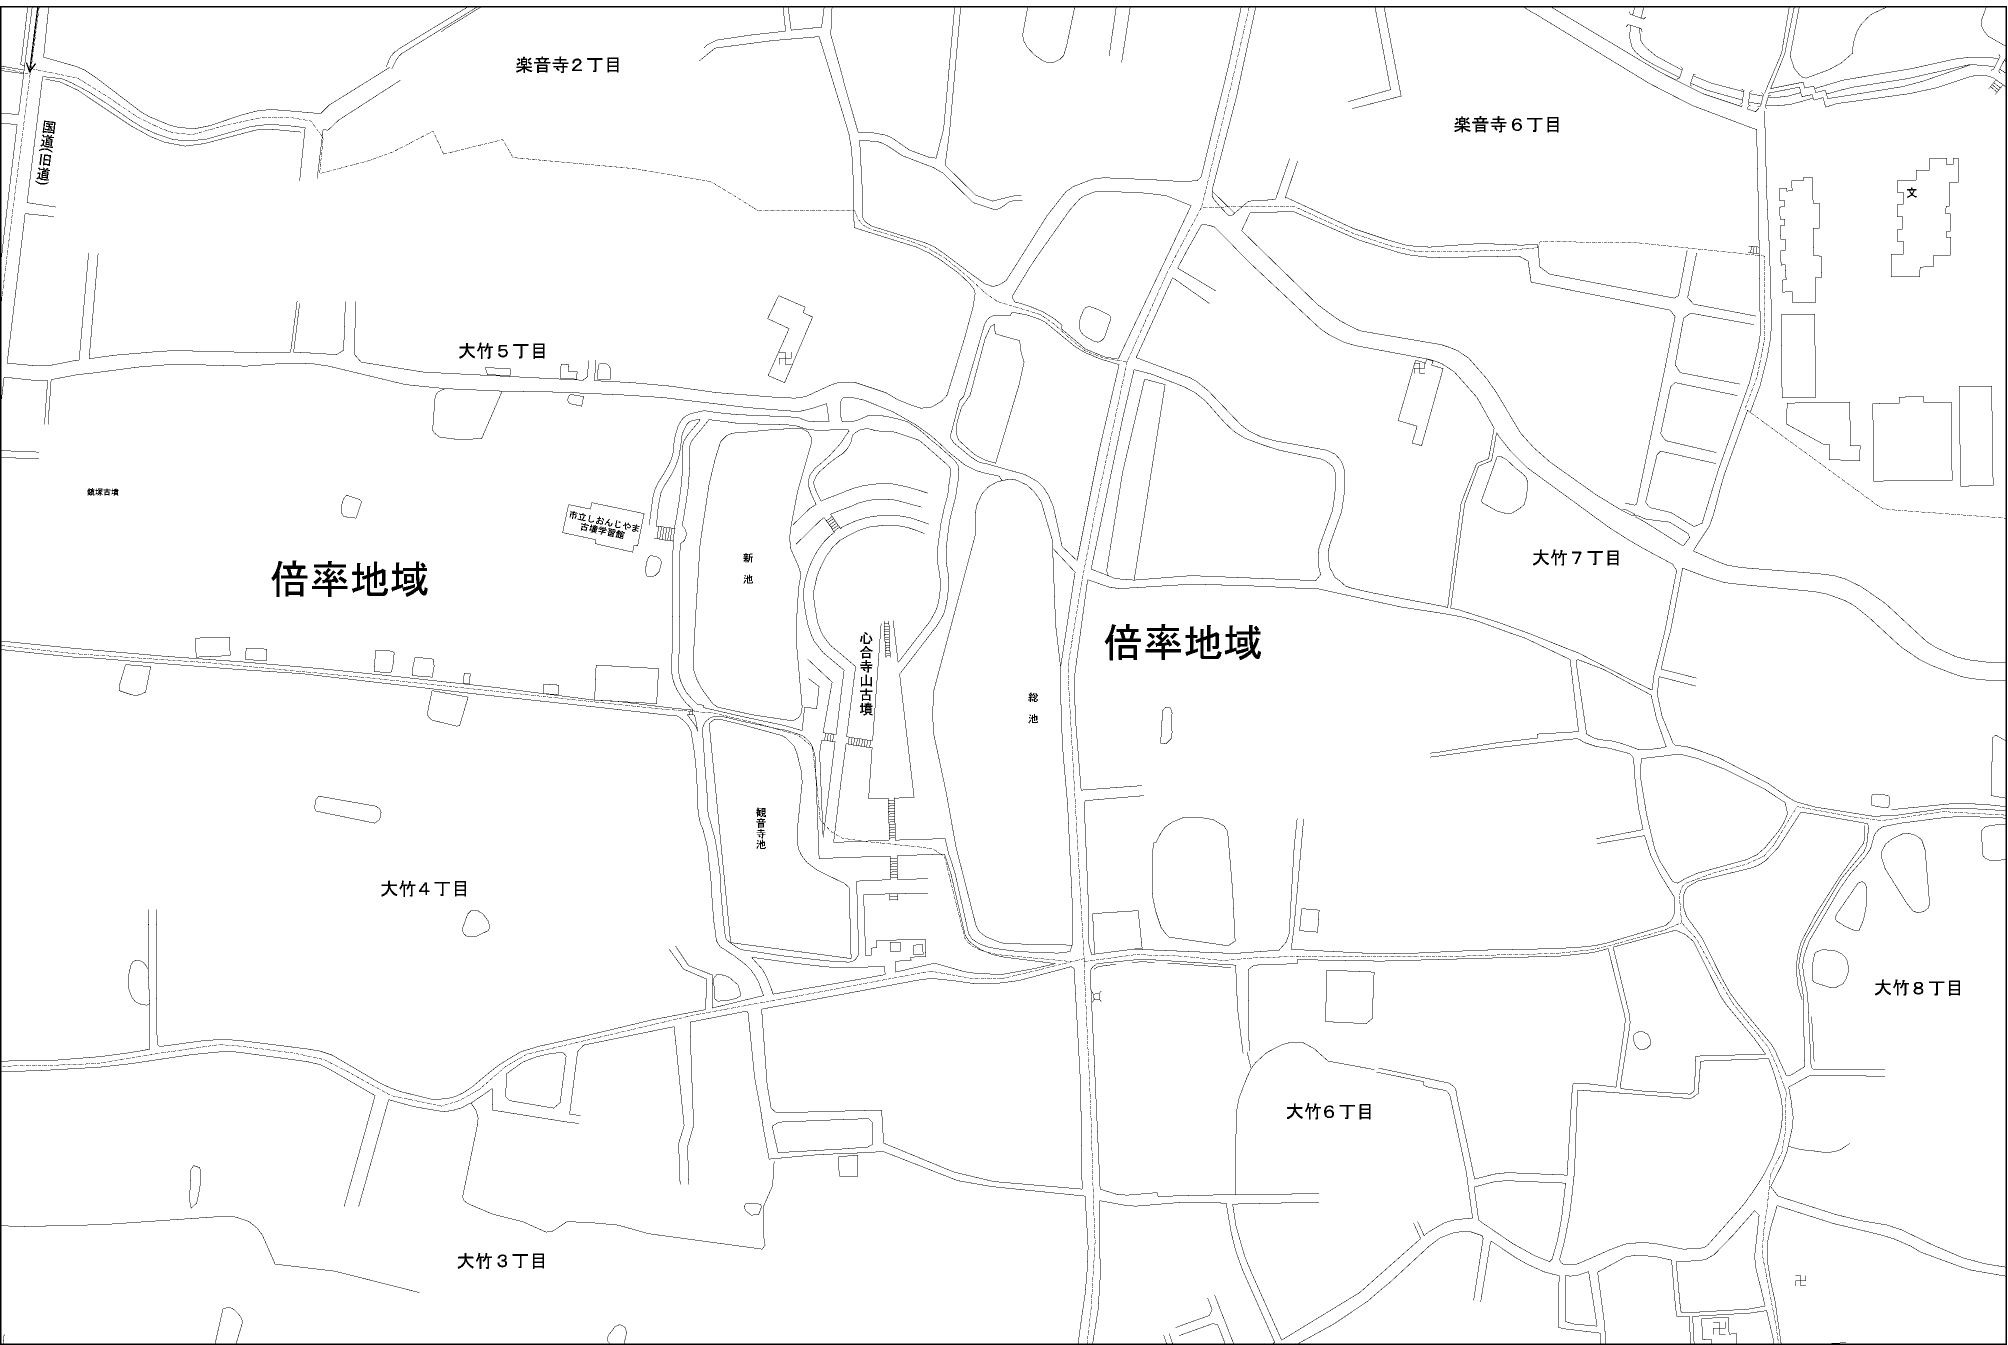 楽音寺２丁目
楽音寺６丁目
国道(旧道)
文
大竹５丁目
鏡塚古墳
市立しおんじやま
古墳学習館
新池
大竹７丁目
倍率地域
倍率地域
心合寺山古墳
総池
観音寺池
大竹４丁目
大竹８丁目
大竹６丁目
大竹３丁目